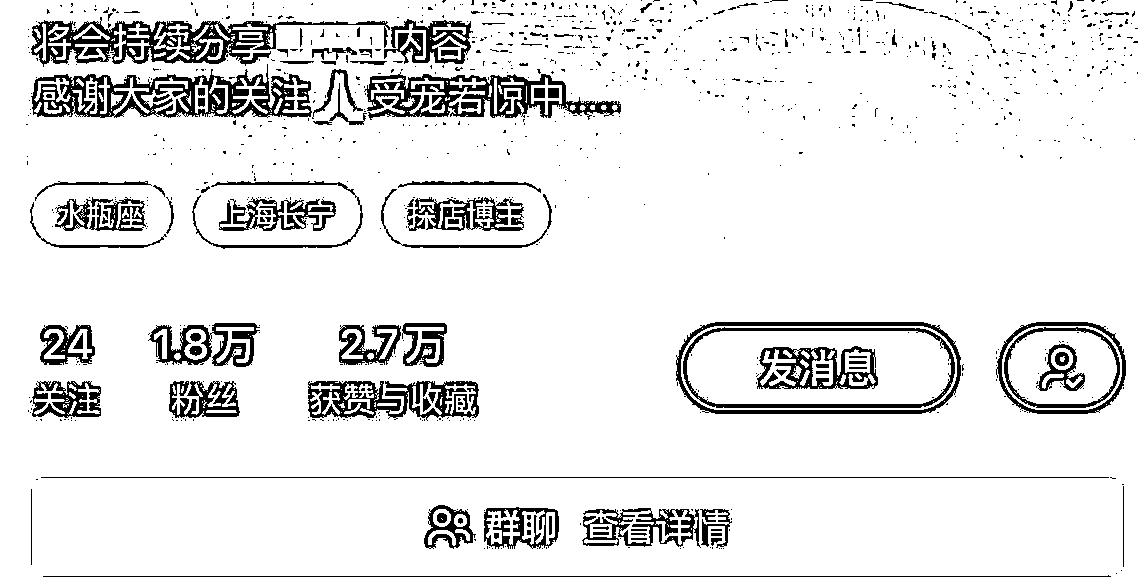 将会持续分享内容
感谢大家的关注 受宠若惊中.....
水瓶座 上海长宁 探店博主
24 1.8万 2.7万
关注 粉丝 获赞与收藏
发消息
群聊 查看详情